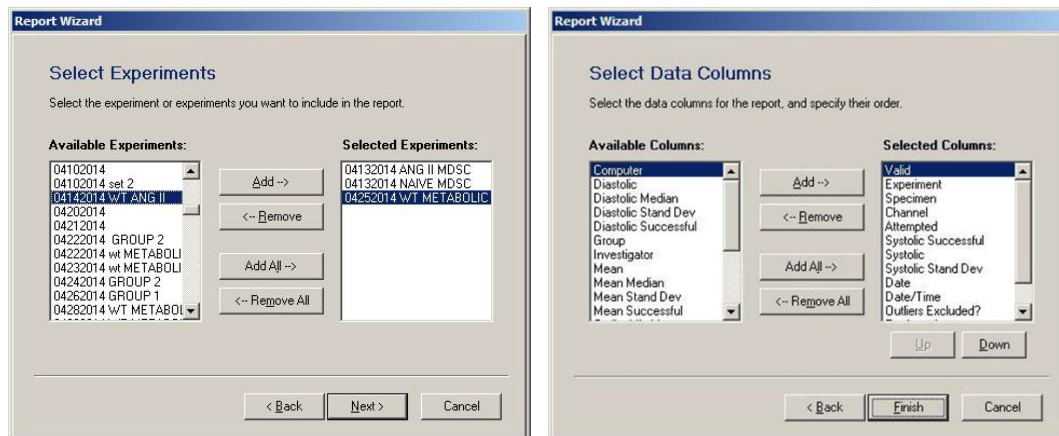 Report Wizard
Select Experiments
Select the experiment or experiments you want to include in the report.
Available Experiments:
04102014
04102014 set 2
04142014 WT ANG II
04202014
04212014
04222014 GROUP 2
04222014 wt METABOLI
04232014 wt METABOLI
04242014 GROUP 2
04262014 GROUP 1
04282014 WT METABOL
Add -->
<-- Remove
Add All -->
<-- Remove All
Selected Experiments:
04132014 ANG II MDSC
04132014 NAIVE MDSC
04252014 WT METABOLIC
< Back
Next >
Cancel
Report Wizard
Select Data Columns
Select the data columns for the report, and specify their order.
Available Columns:
Computer
Diastolic
Diastolic Median
Diastolic Stand Dev
Diastolic Successful
Group
Investigator
Mean
Mean Median
Mean Stand Dev
Mean Successful
Add -->
<-- Remove
Add All -->
<-- Remove All
Selected Columns:
Valid
Experiment
Specimen
Channel
Attempted
Systolic Successful
Systolic
Systolic Stand Dev
Date
Date/Time
Outliers Excluded?
Up
Down
< Back
Finish
Cancel